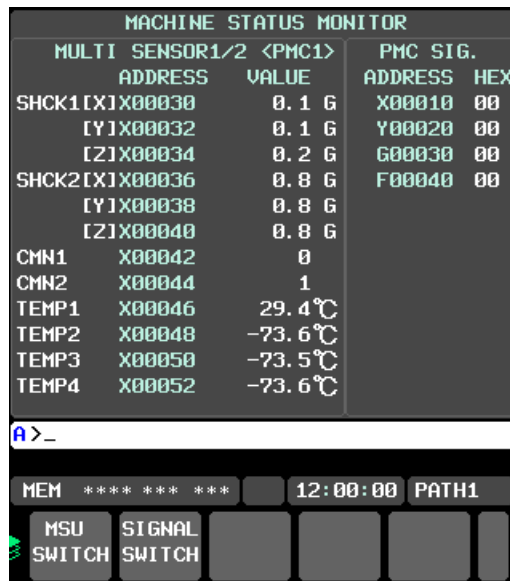 MACHINE STATUS MONITOR
MULTI SENSOR1/2 <PMC1> PMC SIG.
ADDRESS VALUE ADDRESS HEX
SHCK1[X]X00030 0.1 G X00010 00
[Y]X00032 0.1 G Y00020 00
[Z]X00034 0.2 G G00030 00
SHCK2[X]X00036 0.8 G F00040 00
[Y]X00038 0.8 G
[Z]X00040 0.8 G
CMN1 X00042 0
CMN2 X00044 1
TEMP1 X00046 29.4℃
TEMP2 X00048 -73.6℃
TEMP3 X00050 -73.5℃
TEMP4 X00052 -73.6℃
A>_
MEM **** *** *** 12:00:00 PATH1
MSU SIGNAL
SWITCH SWITCH